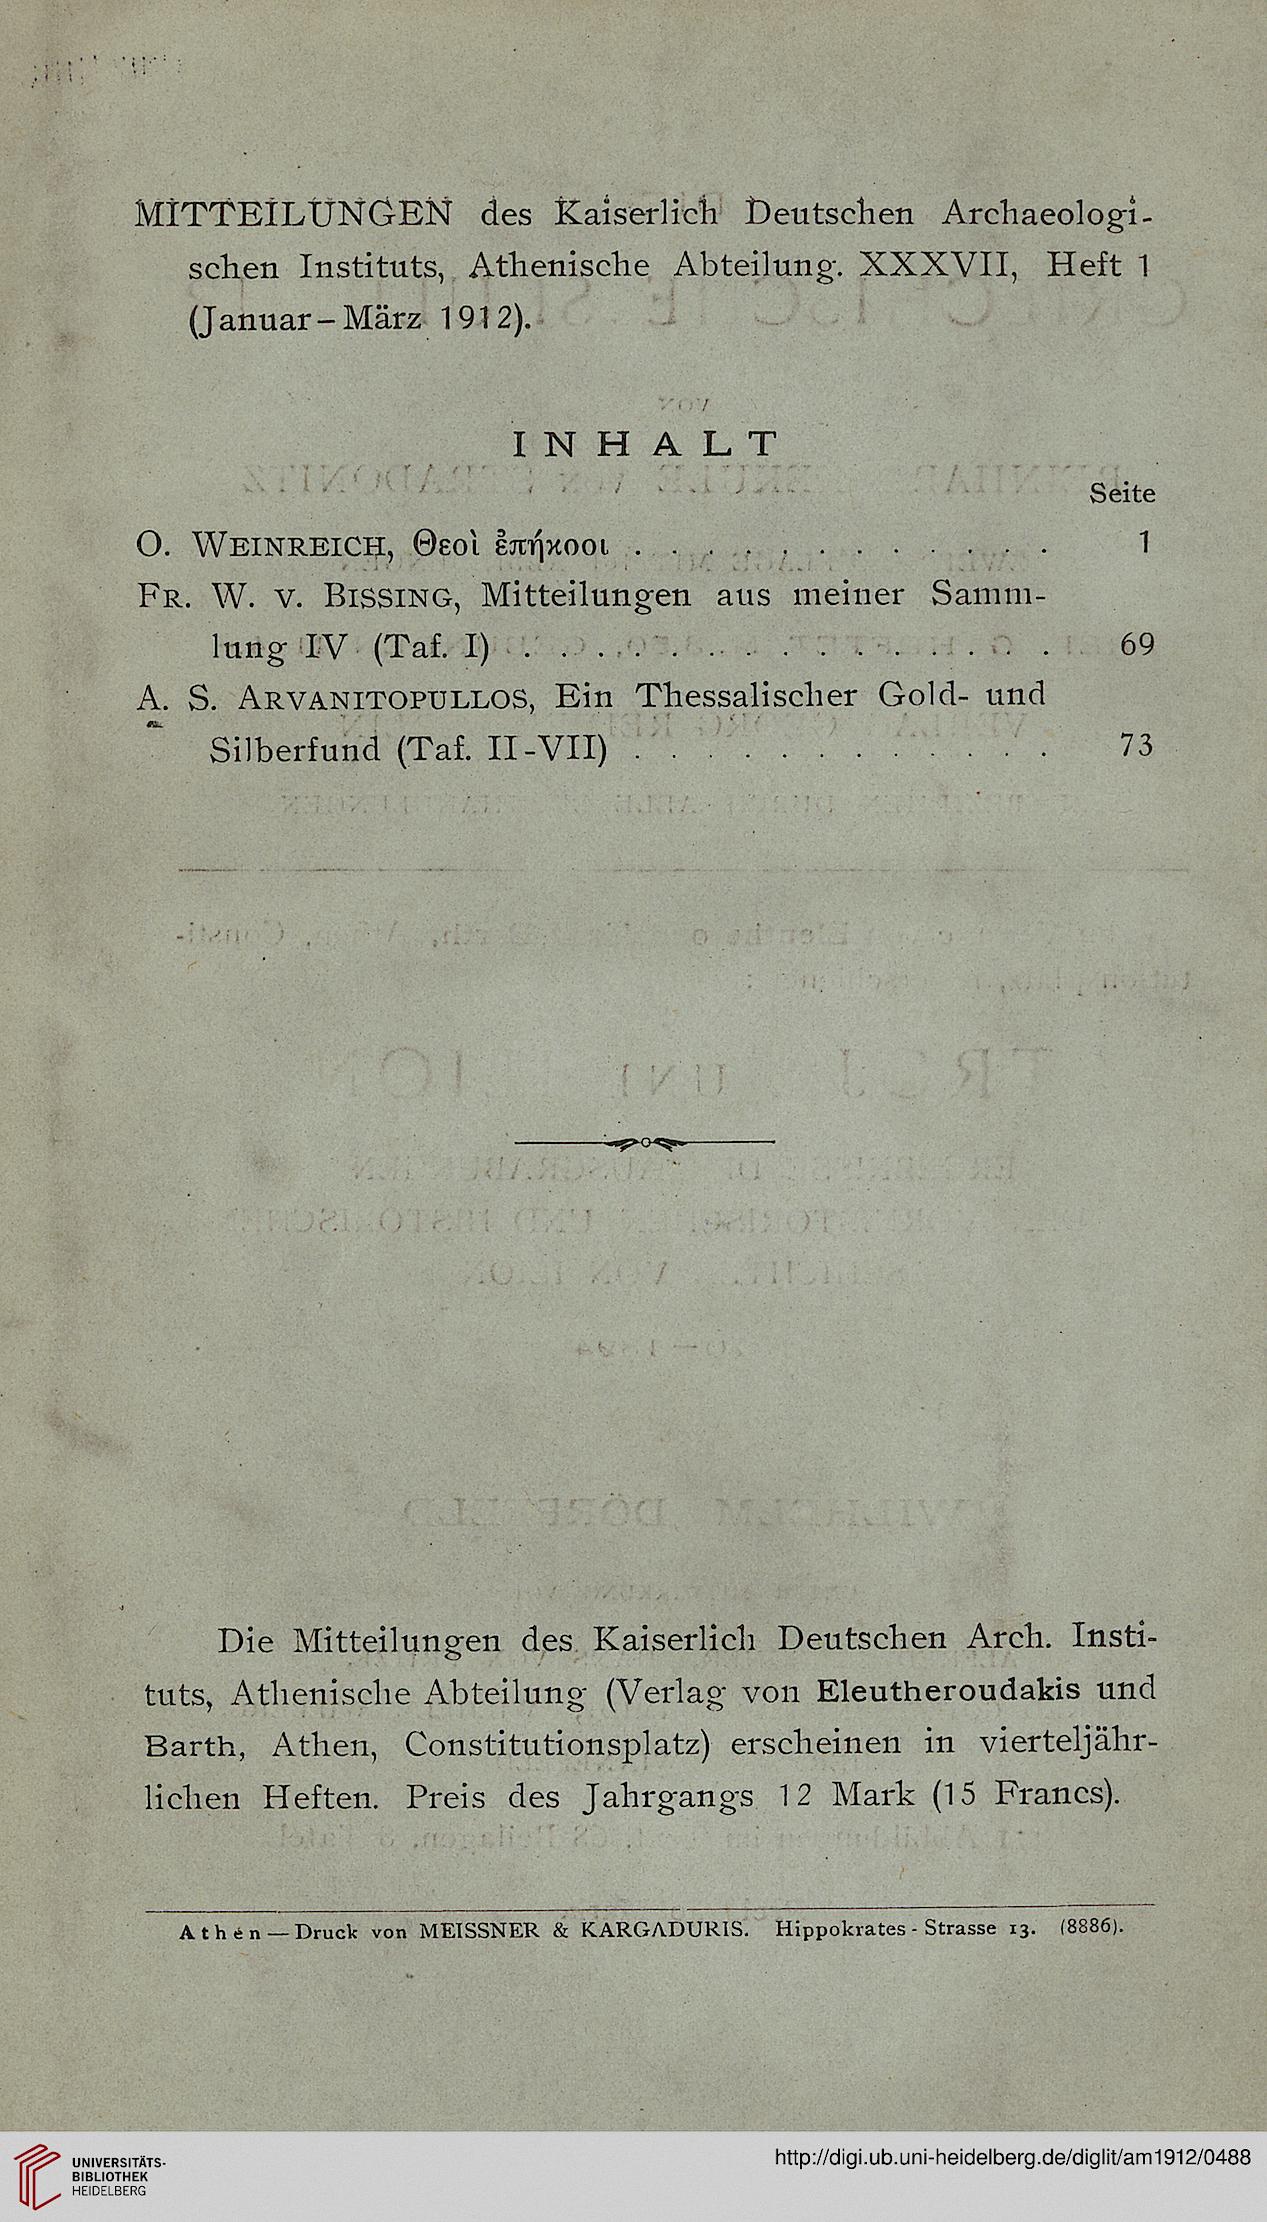 MITTEILUNGEN des Kaiserlich Deutschen Archaeologi-
schen Instituts, Athenische Abteilung. XXXVII, Heft 1
(Januar - März 1912).
INHALT
Seite
O. WEINREICH, Θεοὶ ἐπήκοοι . . . . . . . . . . . . 1
FR. W. V. BISSING, Mitteilungen aus meiner Samm-
lung IV (Taf. I) . . . . . . . . . . . . . . . 69
A. S. ARVANITOPULLOS, Ein Thessalischer Gold- und
Silberfund (Taf. II-VII) . . . . . . . . . . . . 73
Die Mitteilungen des Kaiserlich Deutschen Arch. Insti-
tuts, Athenische Abteilung (Verlag von Eleutheroudakis und
Barth, Athen, Constitutionsplatz) erscheinen in vierteljähr-
lichen Heften. Preis des Jahrgangs 12 Mark (15 Francs).
Athen — Druck von MEISSNER & KARGADURIS. Hippokrates - Strasse 13. (8886).
UNIVERSITÄTS-
BIBLIOTHEK
HEIDELBERG
http://digi.ub.uni-heidelberg.de/diglit/am1912/0488